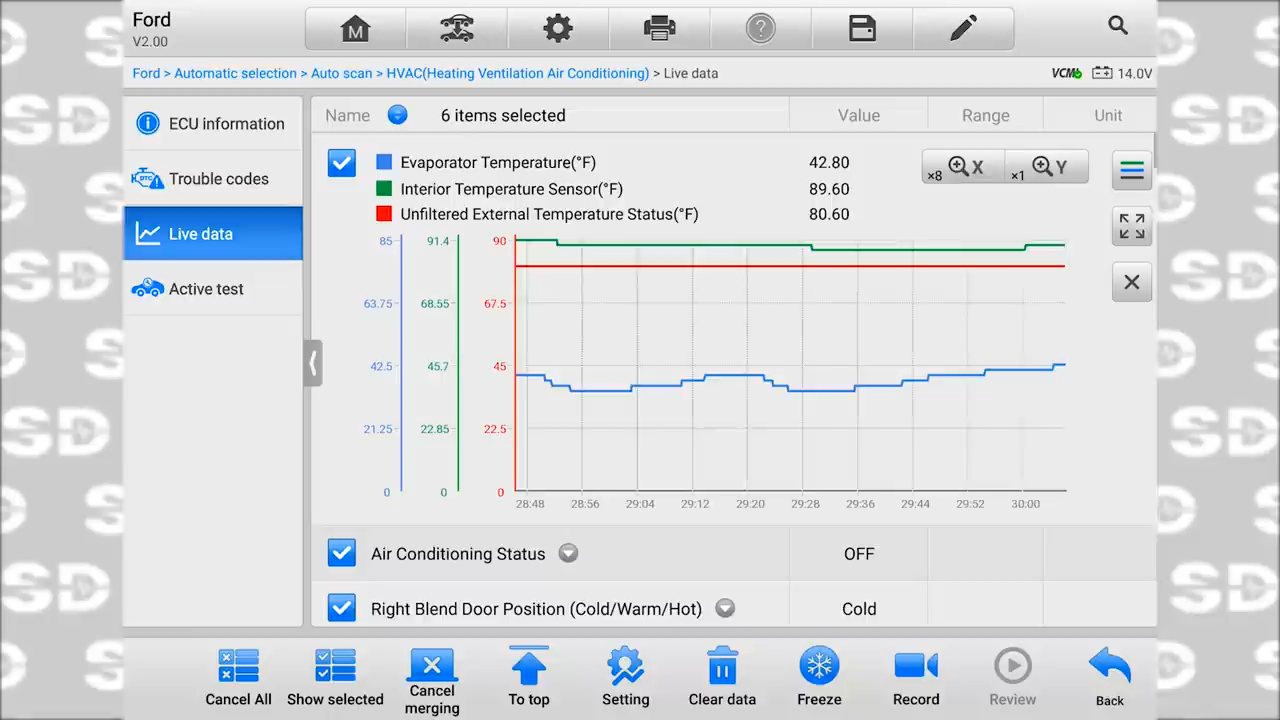 Ford
V2.00
M
?
Ford > Automatic selection > Auto scan > HVAC(Heating Ventilation Air Conditioning) > Live data
VCMI
14.0V
ECU information
Trouble codes
Live data
Active test
Name
6 items selected
Value
Range
Unit
Evaporator Temperature(°F)
42.80
Interior Temperature Sensor(°F)
89.60
Unfiltered External Temperature Status(°F)
80.60
×8 X
×1 Y
85 91.4 90
63.75 68.55 67.5
42.5 45.7 45
21.25 22.85 22.5
0 0 0
28:48 28:56 29:04 29:12 29:20 29:28 29:36 29:44 29:52 30:00
Air Conditioning Status
OFF
Right Blend Door Position (Cold/Warm/Hot)
Cold
Cancel All
Show selected
Cancel
merging
To top
Setting
Clear data
Freeze
Record
Review
Back
SD